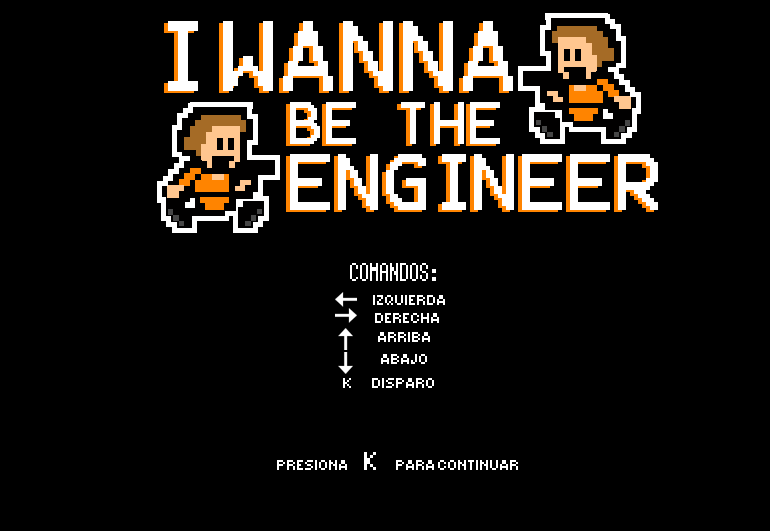 I WANNA
BE THE
ENGINEER
COMANDOS:
← IZQUIERDA
→ DERECHA
↑ ARRIBA
↓ ABAJO
K DISPARO
PRESIONA K PARA CONTINUAR